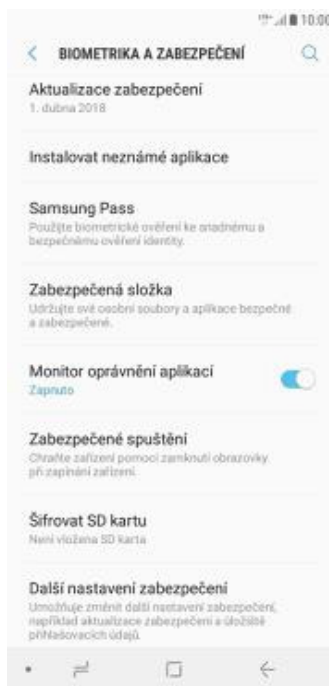 10:00
BIOMETRIKA A ZABEZPEČENÍ
Aktualizace zabezpečení
1. dubna 2018
Instalovat neznámé aplikace
Samsung Pass
Použijte biometrické ověření ke snadnému a
bezpečnému ověření identity.
Zabezpečená složka
Udržujte své osobní soubory a aplikace bezpečné
a zabezpečené.
Monitor oprávnění aplikací
Zapnuto
Zabezpečené spuštění
Chraňte zařízení pomocí zamknutí obrazovky
při zapínání zařízení.
Šifrovat SD kartu
Není vložena SD karta
Další nastavení zabezpečení
Umožňuje změnit další nastavení zabezpečení,
například aktualizace zabezpečení a úložiště
přihlašovacích údajů.